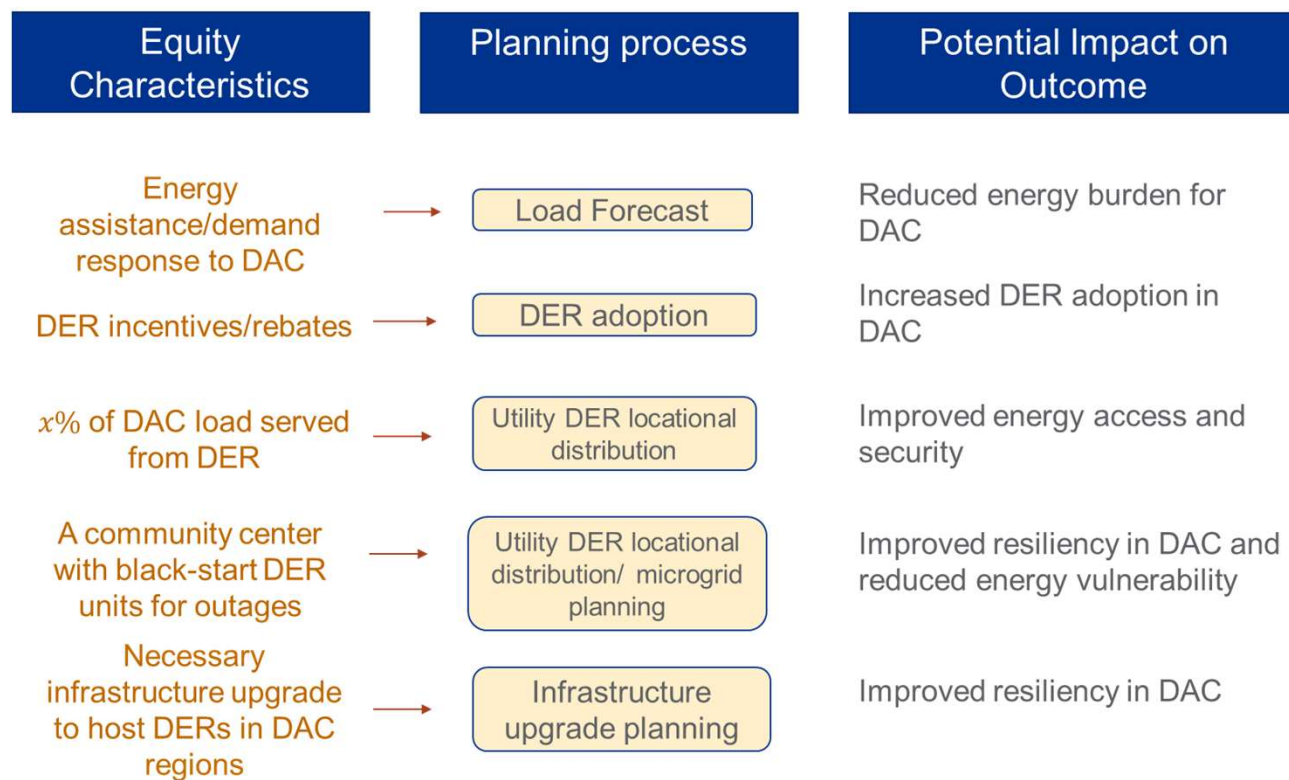 Equity
Characteristics
Planning process
Potential Impact on
Outcome
Energy
assistance/demand
response to DAC
Load Forecast
Reduced energy burden for
DAC
DER incentives/rebates
DER adoption
Increased DER adoption in
DAC
x% of DAC load served
from DER
Utility DER locational
distribution
Improved energy access and
security
A community center
with black-start DER
units for outages
Utility DER locational
distribution/ microgrid
planning
Improved resiliency in DAC and
reduced energy vulnerability
Necessary
infrastructure upgrade
to host DERs in DAC
regions
Infrastructure
upgrade planning
Improved resiliency in DAC